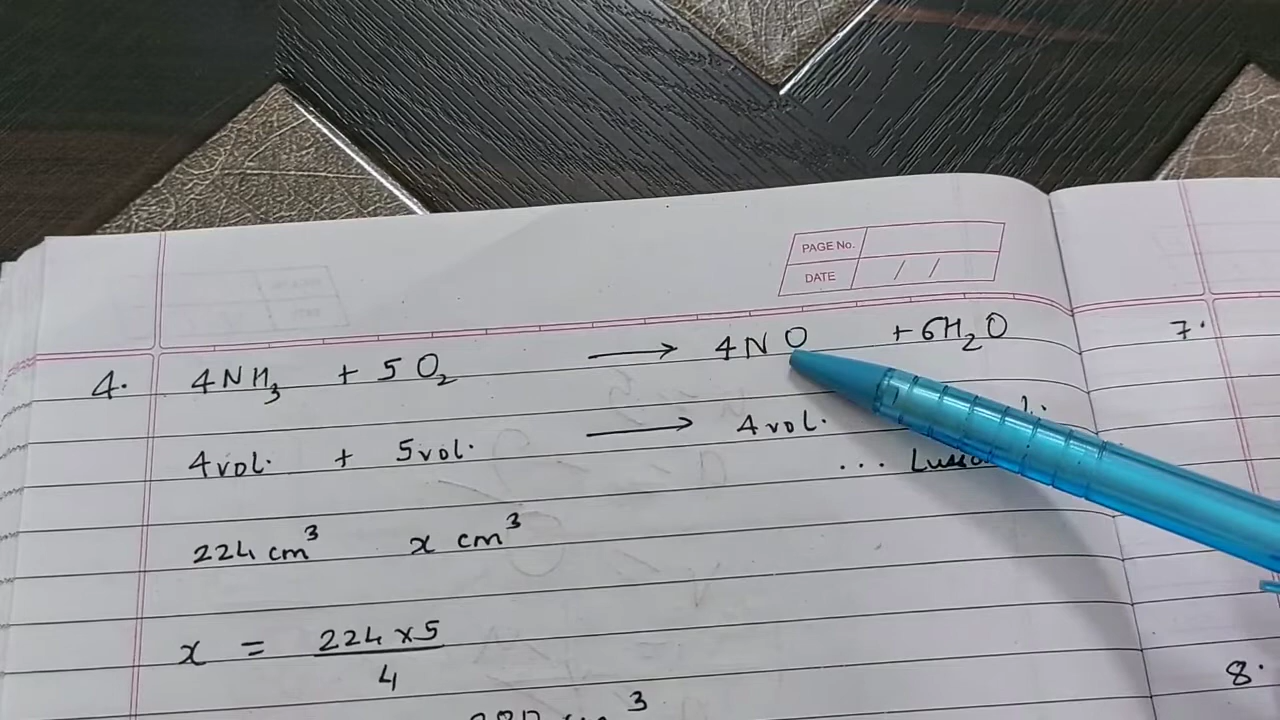 PAGE No.
DATE / /
4. 4NH₃ + 5O₂ → 4NO + 6H₂O
4vol. + 5vol. → 4vol.
...
224 cm³ x cm³
x = 224 x 5 / 4
cm³
7.
8.